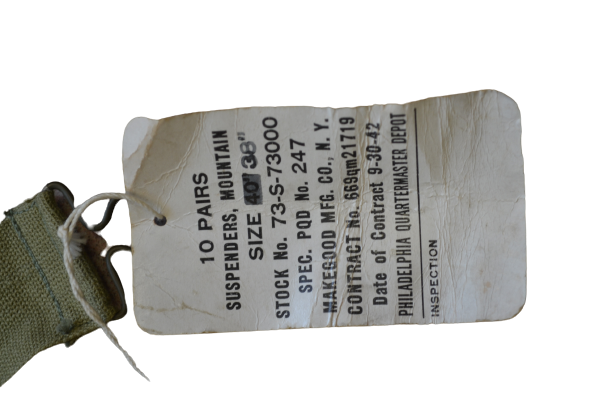 10 PAIRS
SUSPENDERS, MOUNTAIN
SIZE 40" 38"
STOCK No. 73-S-73000
SPEC. PQD No. 247
MAKEGOOD MFG. CO., N. Y.
CONTRACT No. 669qm21719
Date of Contract 9-30-42
PHILADELPHIA QUARTERMASTER DEPOT
INSPECTION